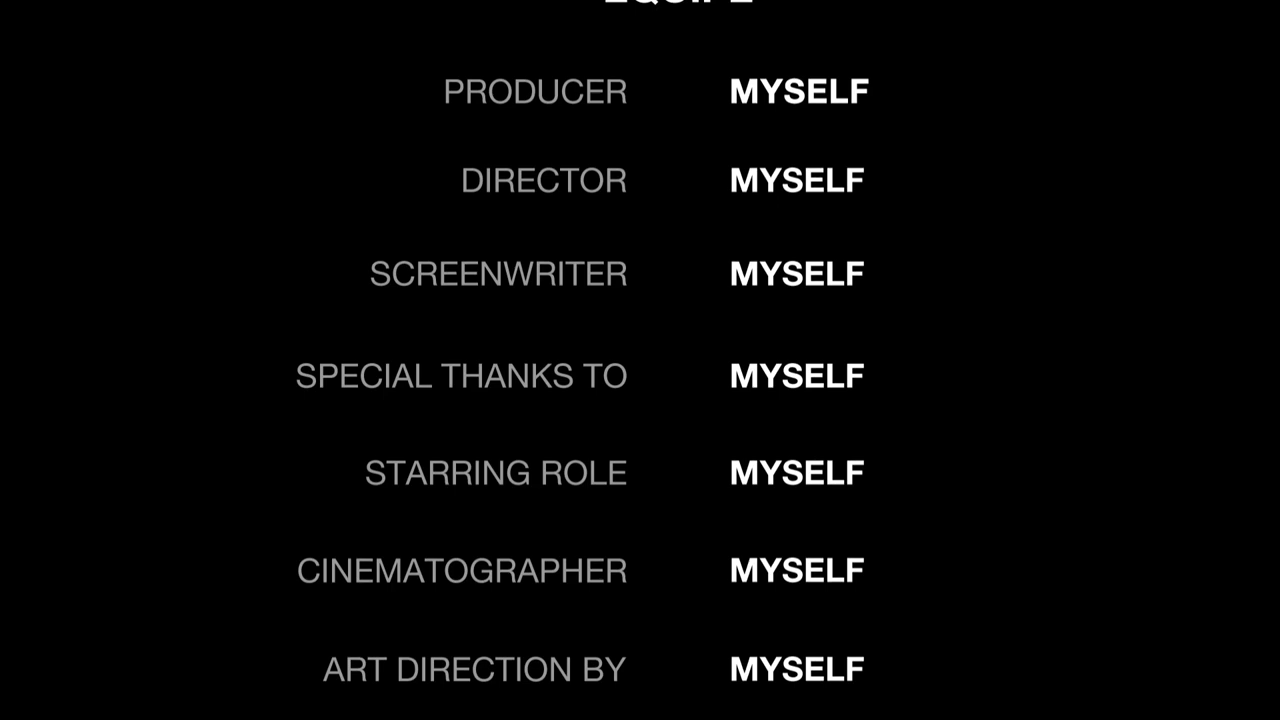 PRODUCER MYSELF
DIRECTOR MYSELF
SCREENWRITER MYSELF
SPECIAL THANKS TO MYSELF
STARRING ROLE MYSELF
CINEMATOGRAPHER MYSELF
ART DIRECTION BY MYSELF